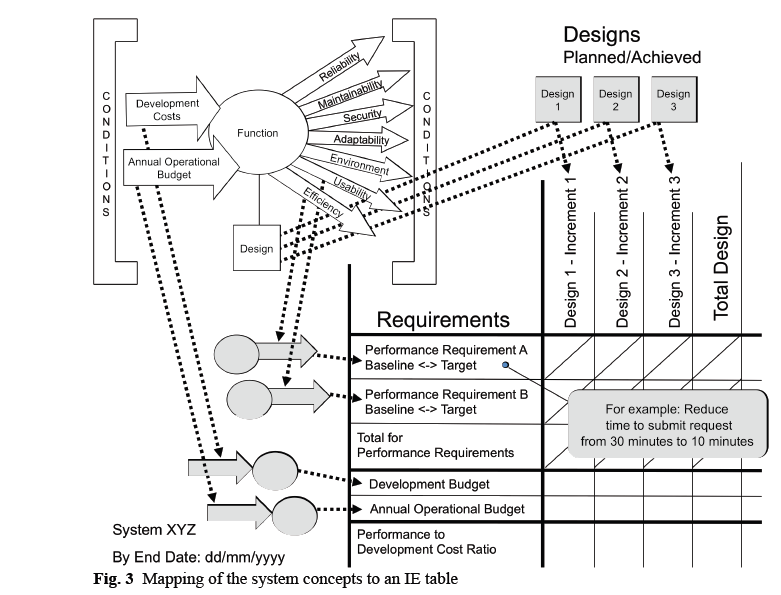 Designs
Planned/Achieved
CONDITIONS
Development
Costs
Annual Operational
Budget
Function
Reliability
Maintainability
Security
Adaptability
Environment
Usability
Efficiency
CONDITIONS
Design
Design
1
Design
2
Design
3
Design 1 - Increment 1
Design 2 - Increment 2
Design 3 - Increment 3
Total Design
Requirements
Performance Requirement A
Baseline <-> Target
Performance Requirement B
Baseline <-> Target
For example: Reduce
time to submit request
from 30 minutes to 10 minutes
Total for
Performance Requirements
Development Budget
Annual Operational Budget
Performance to
Development Cost Ratio
System XYZ
By End Date: dd/mm/yyyy
Fig. 3 Mapping of the system concepts to an IE table